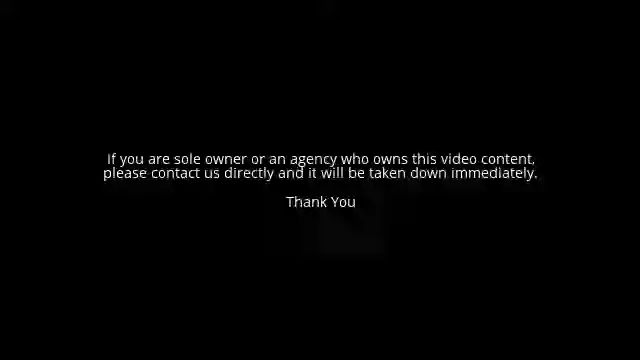 If you are sole owner or an agency who owns this video content,
please contact us directly and it will be taken down immediately.
Thank You